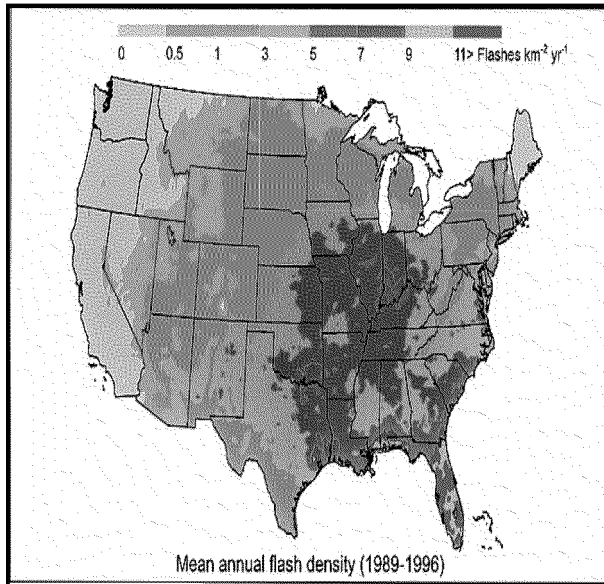 0 0.5 1 3 5 7 9 11> Flashes km⁻² yr⁻¹
Mean annual flash density (1989-1996)